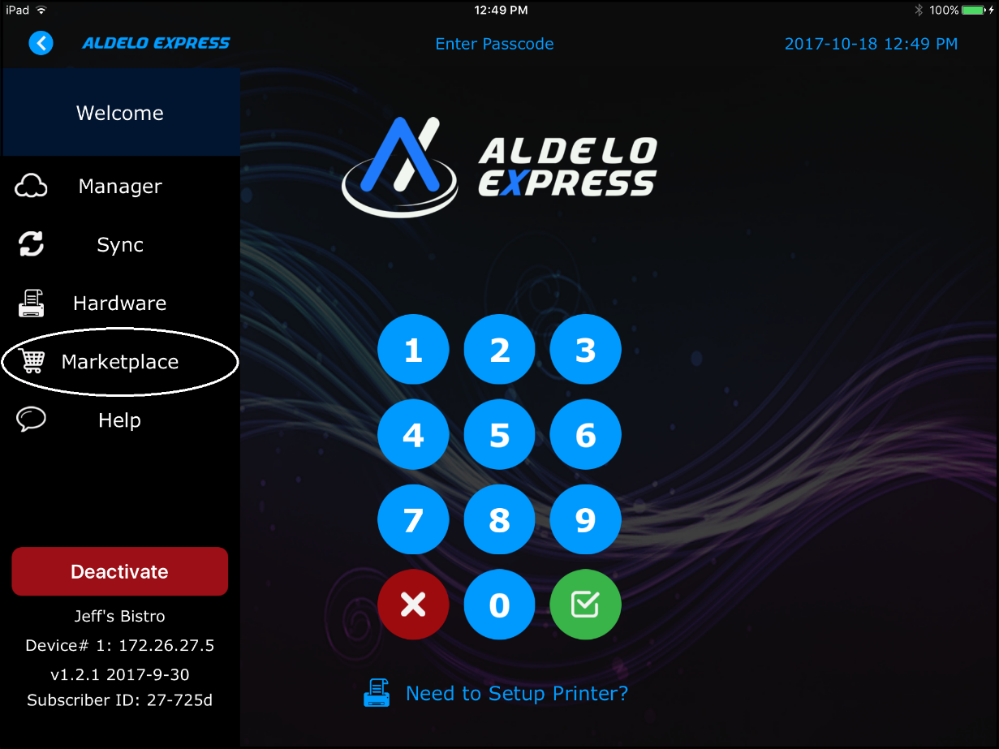 iPad 12:49 PM 100%
ALDELO EXPRESS Enter Passcode 2017-10-18 12:49 PM
Welcome
Manager
Sync
Hardware
Marketplace
Help
Deactivate
Jeff's Bistro
Device# 1: 172.26.27.5
v1.2.1 2017-9-30
Subscriber ID: 27-725d
ALDELO
EXPRESS
1 2 3
4 5 6
7 8 9
0
Need to Setup Printer?